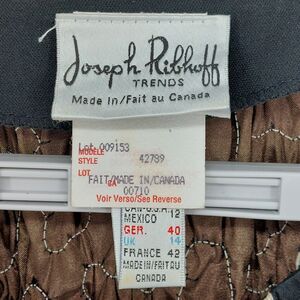 Joseph Ribkoff
TRENDS
Made In/Fait au Canada
Lot 009153
MODELE
STYLE 42789
LOT
FAIT/MADE IN/CANADA
00710
Voir Verso/See Reverse
CAN-U.S.A. 12
MEXICO
GER. 40
UK 14
FRANCE 42
MADE IN/FAIT AU
CANADA